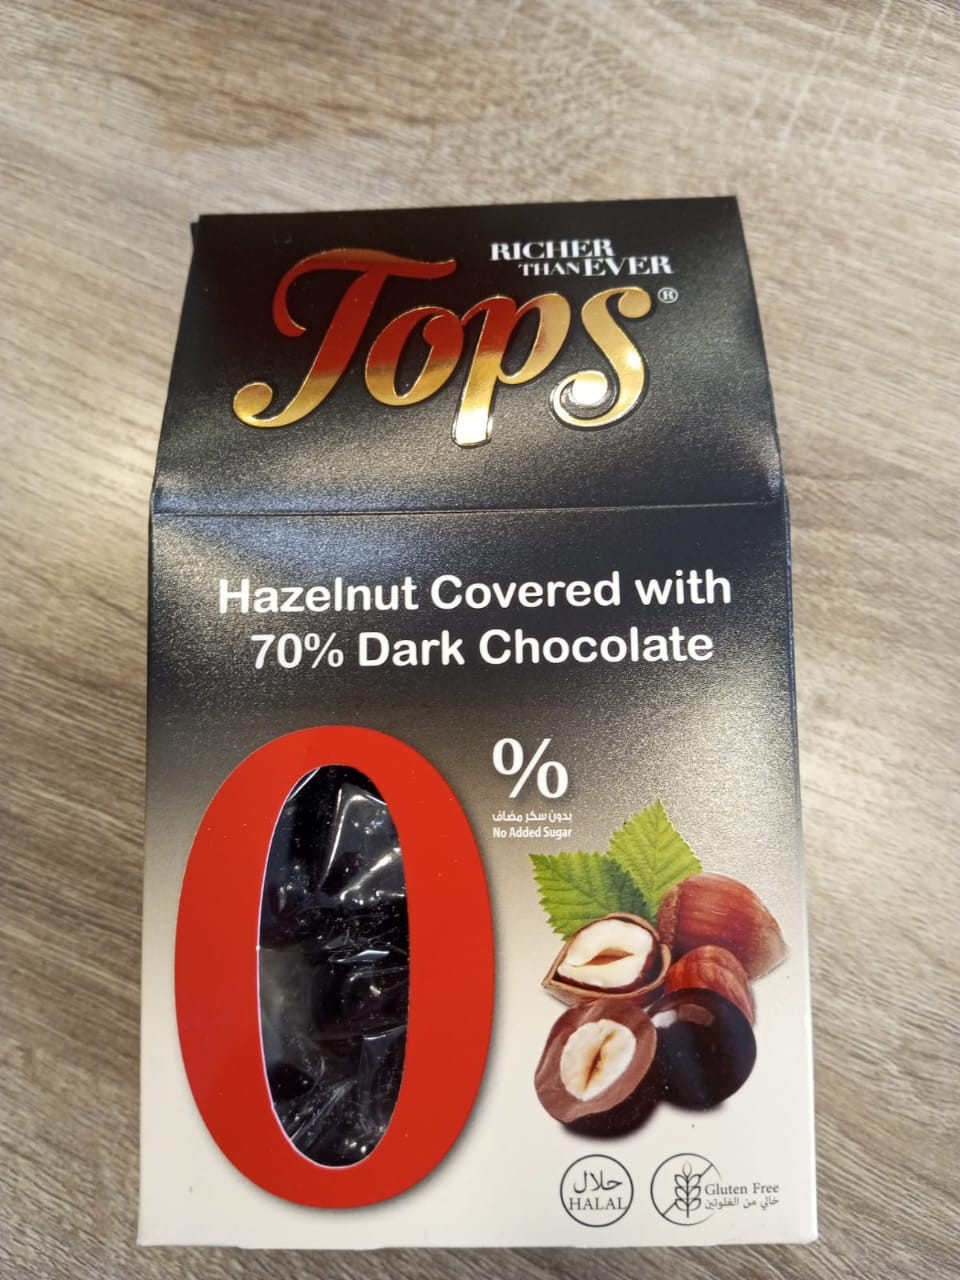 RICHER
THAN EVER
Tops®
Hazelnut Covered with
70% Dark Chocolate
0%
بدون سكر مضاف
No Added Sugar
حلال
HALAL
Gluten Free
خالي من الغلوتين